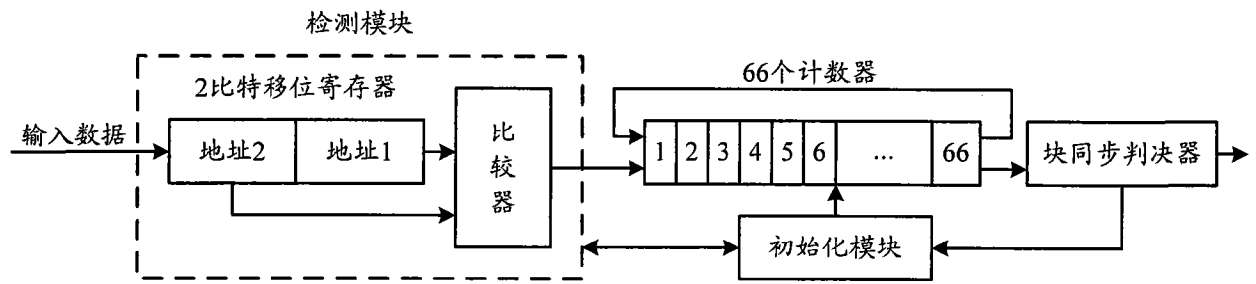 检测模块
2比特移位寄存器
66个计数器
输入数据
地址2
地址1
比较器
1 2 3 4 5 6 ... 66
块同步判决器
初始化模块